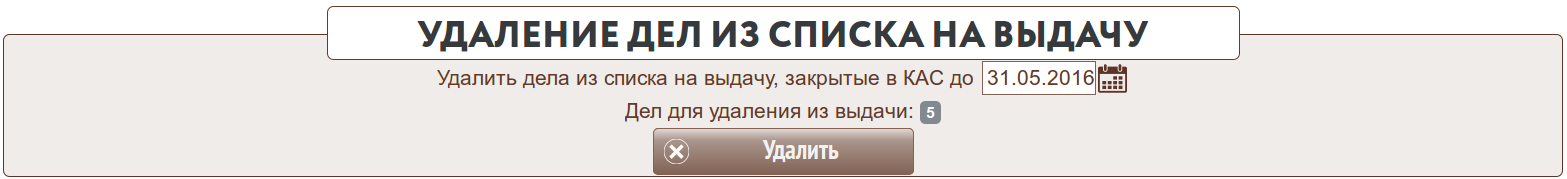 УДАЛЕНИЕ ДЕЛ ИЗ СПИСКА НА ВЫДАЧУ
Удалить дела из списка на выдачу, закрытые в КАС до 31.05.2016
Дел для удаления из выдачи: 5
Удалить